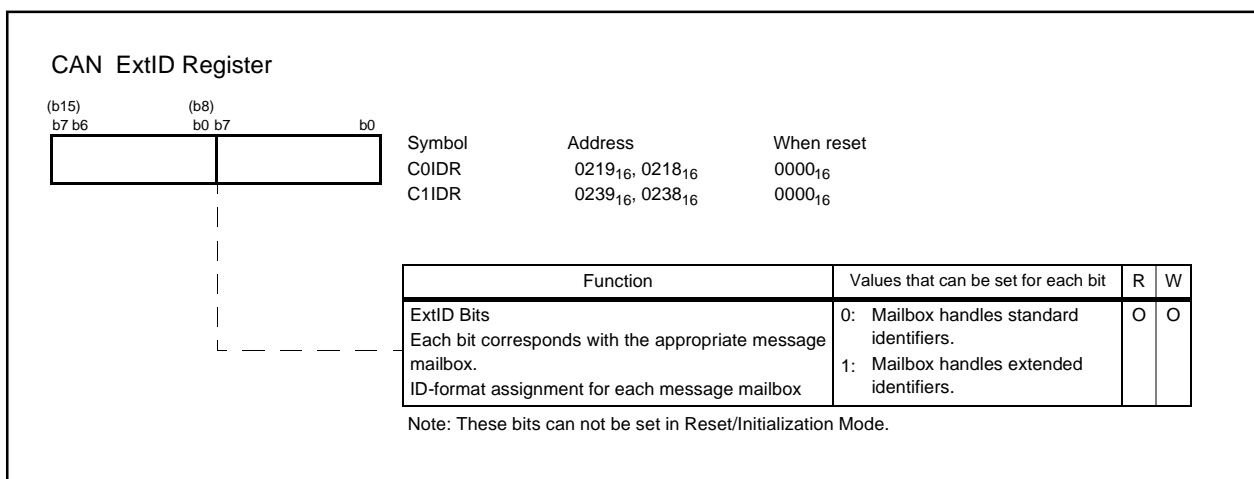 CAN ExtID Register
(b15) (b8)
b7 b6 b0 b7 b0
Symbol Address When reset
C0IDR 0219₁₆, 0218₁₆ 0000₁₆
C1IDR 0239₁₆, 0238₁₆ 0000₁₆
Function Values that can be set for each bit R W
ExtID Bits 0: Mailbox handles standard O O
Each bit corresponds with the appropriate message identifiers.
mailbox. 1: Mailbox handles extended
ID-format assignment for each message mailbox identifiers.
Note: These bits can not be set in Reset/Initialization Mode.